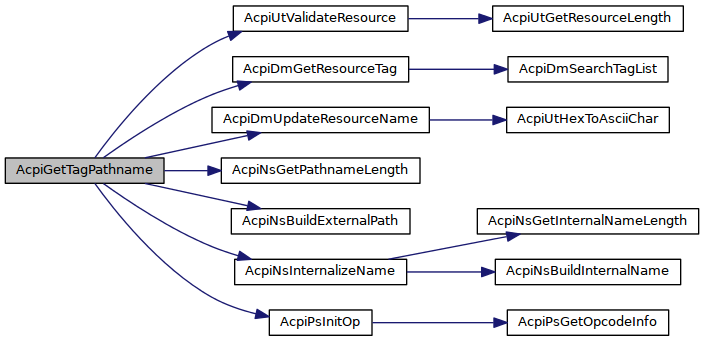 AcpiUtValidateResource
AcpiUtGetResourceLength
AcpiDmGetResourceTag
AcpiDmSearchTagList
AcpiDmUpdateResourceName
AcpiUtHexToAsciiChar
AcpiGetTagPathname
AcpiNsGetPathnameLength
AcpiNsBuildExternalPath
AcpiNsGetInternalNameLength
AcpiNsInternalizeName
AcpiNsBuildInternalName
AcpiPsInitOp
AcpiPsGetOpcodeInfo